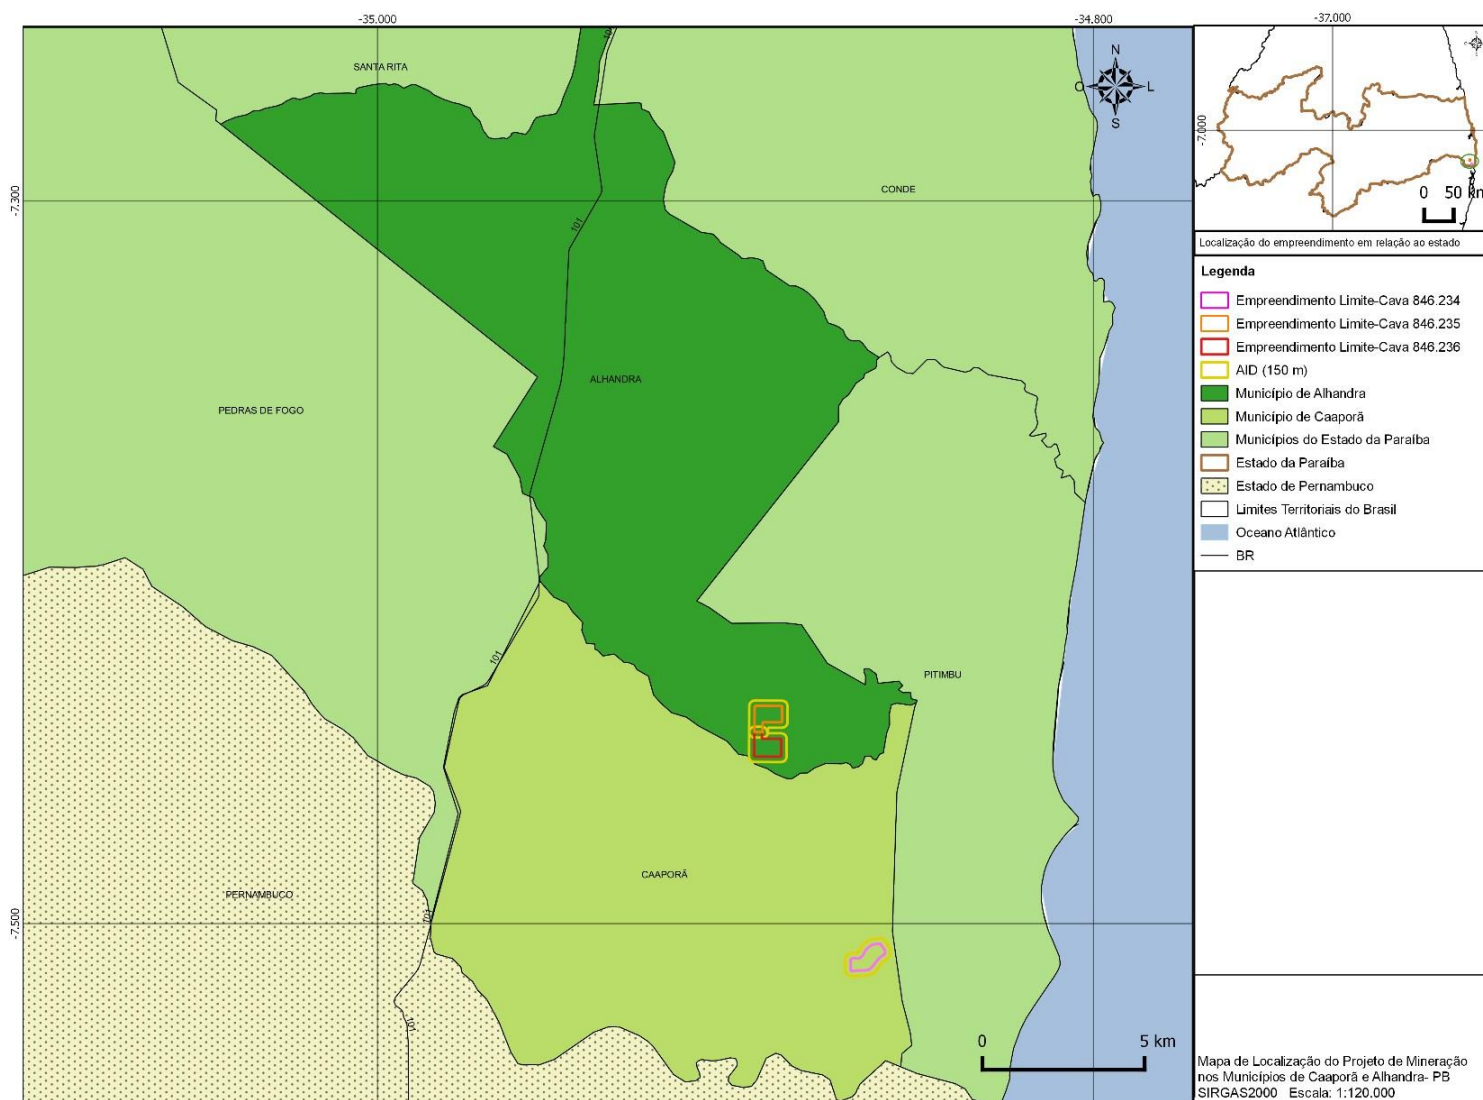 -35.000
-34.800
-37.000
-7.300
-7.500
-7.000
SANTA RITA
N
O
L
S
101
CONDE
101
ALHANDRA
PEDRAS DE FOGO
101
PITIMBU
CAAPORÃ
PERNAMBUCO
101
101
0 5 km
0 50 km
Localização do empreendimento em relação ao estado
Legenda
Empreendimento Limite-Cava 846.234
Empreendimento Limite-Cava 846.235
Empreendimento Limite-Cava 846.236
AID (150 m)
Município de Alhandra
Município de Caaporã
Municípios do Estado da Paraíba
Estado da Paraíba
Estado de Pernambuco
Limites Territoriais do Brasil
Oceano Atlântico
BR
Mapa de Localização do Projeto de Mineração
nos Municípios de Caaporã e Alhandra- PB
SIRGAS2000 Escala: 1:120.000